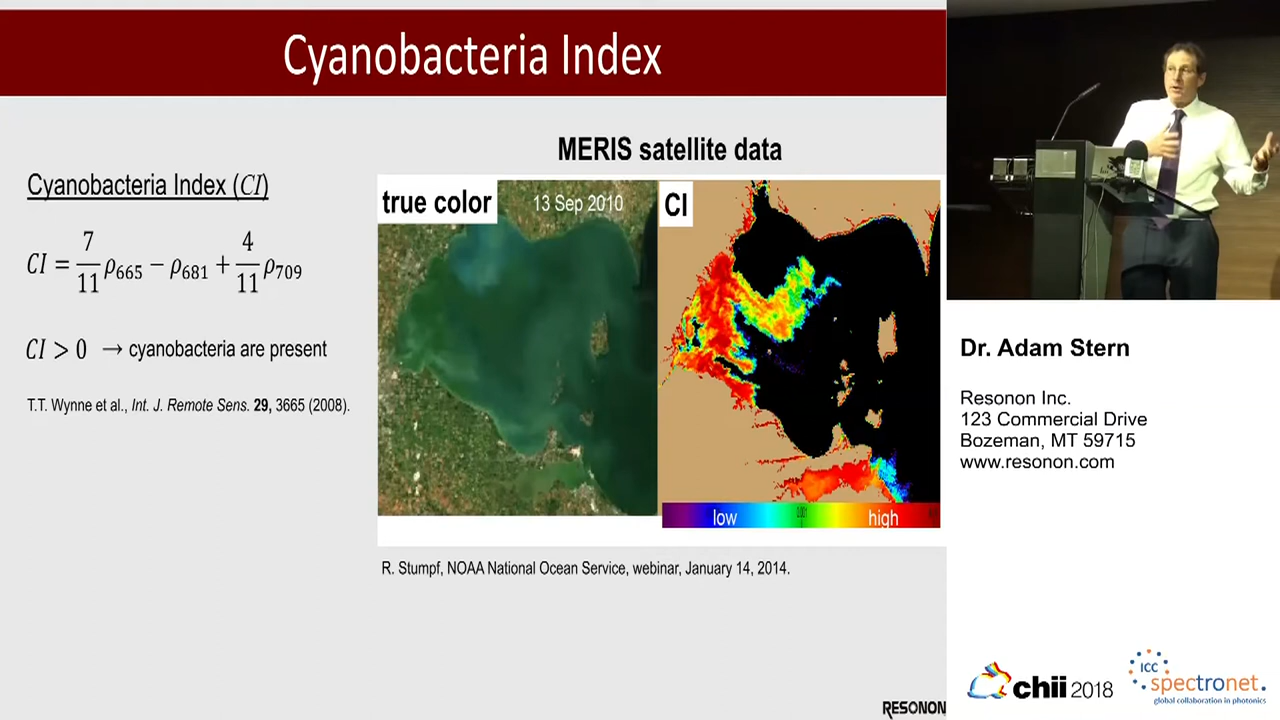 Cyanobacteria Index
MERIS satellite data
Cyanobacteria Index (CI)
CI = 7/11 ρ665 − ρ681 + 4/11 ρ709
CI > 0 → cyanobacteria are present
T.T. Wynne et al., Int. J. Remote Sens. 29, 3665 (2008).
true color
13 Sep 2010
CI
low
high
R. Stumpf, NOAA National Ocean Service, webinar, January 14, 2014.
RESONON
Dr. Adam Stern
Resonon Inc.
123 Commercial Drive
Bozeman, MT 59715
www.resonon.com
chii 2018
ICC
spectronet.
global collaboration in photonics